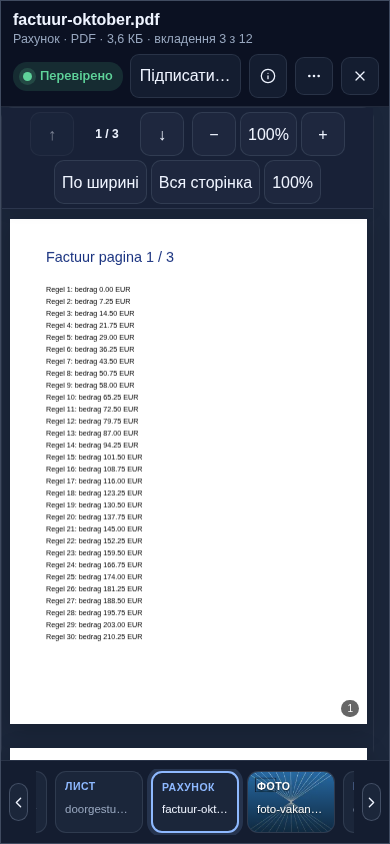 factuur-oktober.pdf
Рахунок · PDF · 3,6 КБ · вкладення 3 з 12
Перевірено
Підписати…
1 / 3
100%
По ширині
Вся сторінка
100%
Factuur pagina 1 / 3
Regel 1: bedrag 0.00 EUR
Regel 2: bedrag 7.25 EUR
Regel 3: bedrag 14.50 EUR
Regel 4: bedrag 21.75 EUR
Regel 5: bedrag 29.00 EUR
Regel 6: bedrag 36.25 EUR
Regel 7: bedrag 43.50 EUR
Regel 8: bedrag 50.75 EUR
Regel 9: bedrag 58.00 EUR
Regel 10: bedrag 65.25 EUR
Regel 11: bedrag 72.50 EUR
Regel 12: bedrag 79.75 EUR
Regel 13: bedrag 87.00 EUR
Regel 14: bedrag 94.25 EUR
Regel 15: bedrag 101.50 EUR
Regel 16: bedrag 108.75 EUR
Regel 17: bedrag 116.00 EUR
Regel 18: bedrag 123.25 EUR
Regel 19: bedrag 130.50 EUR
Regel 20: bedrag 137.75 EUR
Regel 21: bedrag 145.00 EUR
Regel 22: bedrag 152.25 EUR
Regel 23: bedrag 159.50 EUR
Regel 24: bedrag 166.75 EUR
Regel 25: bedrag 174.00 EUR
Regel 26: bedrag 181.25 EUR
Regel 27: bedrag 188.50 EUR
Regel 28: bedrag 195.75 EUR
Regel 29: bedrag 203.00 EUR
Regel 30: bedrag 210.25 EUR
1
ЛИСТ
doorgestu…
РАХУНОК
factuur-okt…
ФОТО
foto-vakan…